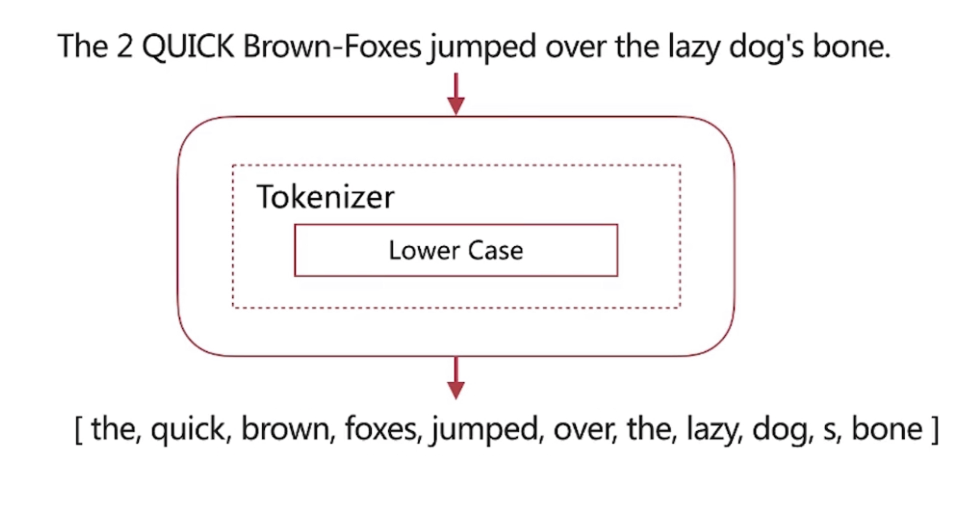 The 2 QUICK Brown-Foxes jumped over the lazy dog's bone.
Tokenizer
Lower Case
[ the, quick, brown, foxes, jumped, over, the, lazy, dog, s, bone ]